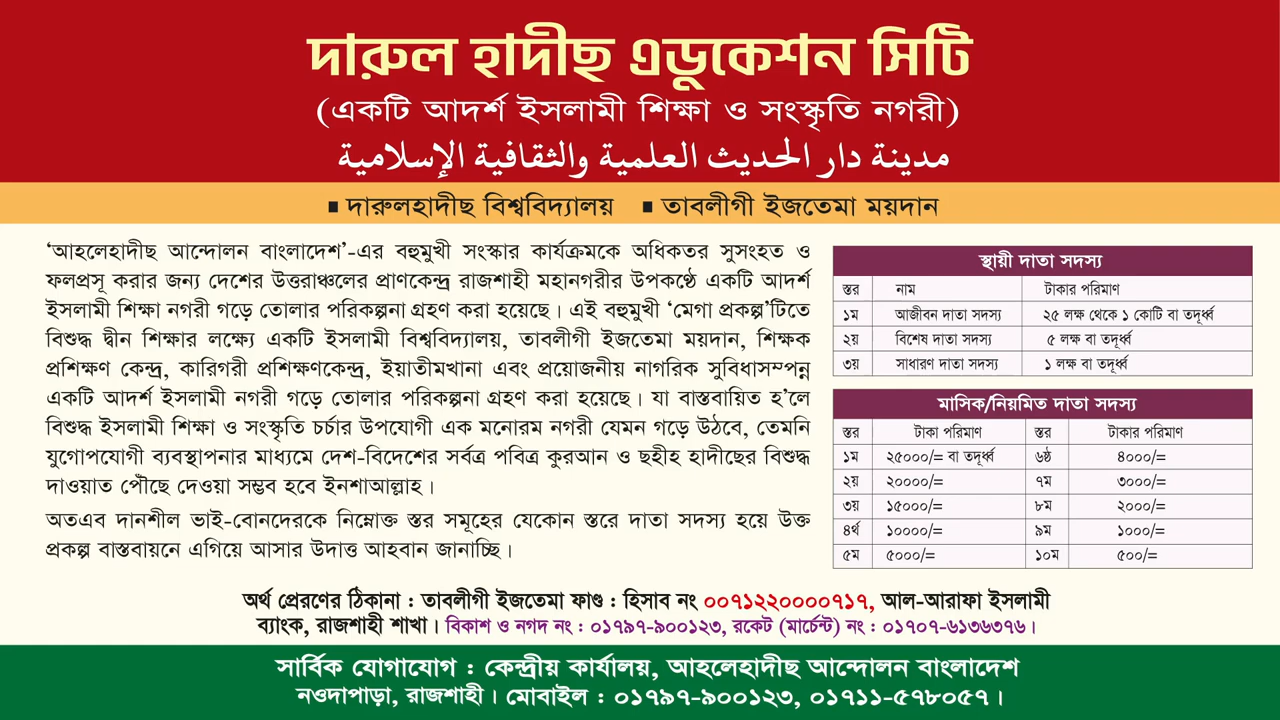 দারুল হাদীছ এডুকেশন সিটি
(একটি আদর্শ ইসলামী শিক্ষা ও সংস্কৃতি নগরী)
مدينة دار الحديث العلمية والثقافية الإسلامية
■ দারুলহাদীছ বিশ্ববিদ্যালয় ■ তাবলীগী ইজতেমা ময়দান
‘আহলেহাদীছ আন্দোলন বাংলাদেশ’-এর বহুমুখী সংস্কার কার্যক্রমকে অধিকতর সুসংহত ও
ফলপ্রসূ করার জন্য দেশের উত্তরাঞ্চলের প্রাণকেন্দ্র রাজশাহী মহানগরীর উপকণ্ঠে একটি আদর্শ
ইসলামী শিক্ষা নগরী গড়ে তোলার পরিকল্পনা গ্রহণ করা হয়েছে। এই বহুমুখী ‘মেগা প্রকল্প’টিতে
বিশুদ্ধ দ্বীন শিক্ষার লক্ষ্যে একটি ইসলামী বিশ্ববিদ্যালয়, তাবলীগী ইজতেমা ময়দান, শিক্ষক
প্রশিক্ষণ কেন্দ্র, কারিগরী প্রশিক্ষণকেন্দ্র, ইয়াতীমখানা এবং প্রয়োজনীয় নাগরিক সুবিধাসম্পন্ন
একটি আদর্শ ইসলামী নগরী গড়ে তোলার পরিকল্পনা গ্রহণ করা হয়েছে। যা বাস্তবায়িত হ’লে
বিশুদ্ধ ইসলামী শিক্ষা ও সংস্কৃতি চর্চার উপযোগী এক মনোরম নগরী যেমন গড়ে উঠবে, তেমনি
যুগোপযোগী ব্যবস্থাপনার মাধ্যমে দেশ-বিদেশের সর্বত্র পবিত্র কুরআন ও ছহীহ হাদীছের বিশুদ্ধ
দাওয়াত পৌঁছে দেওয়া সম্ভব হবে ইনশাআল্লাহ।
অতএব দানশীল ভাই-বোনদেরকে নিম্নোক্ত স্তর সমূহের যেকোন স্তরে দাতা সদস্য হয়ে উক্ত
প্রকল্প বাস্তবায়নে এগিয়ে আসার উদাত্ত আহবান জানাচ্ছি।
স্থায়ী দাতা সদস্য
স্তর নাম টাকার পরিমাণ
১ম আজীবন দাতা সদস্য ২৫ লক্ষ থেকে ১ কোটি বা তদূর্ধ্ব
২য় বিশেষ দাতা সদস্য ৫ লক্ষ বা তদূর্ধ্ব
৩য় সাধারণ দাতা সদস্য ১ লক্ষ বা তদূর্ধ্ব
মাসিক/নিয়মিত দাতা সদস্য
স্তর টাকা পরিমাণ স্তর টাকার পরিমাণ
১ম ২৫০০০/= বা তদূর্ধ্ব ৬ষ্ঠ ৪০০০/=
২য় ২০০০০/= ৭ম ৩০০০/=
৩য় ১৫০০০/= ৮ম ২০০০/=
৪র্থ ১০০০০/= ৯ম ১০০০/=
৫ম ৫০০০/= ১০ম ৫০০/=
অর্থ প্রেরণের ঠিকানা : তাবলীগী ইজতেমা ফাণ্ড : হিসাব নং ০০৭১২২০০০০৭১৭, আল-আরাফা ইসলামী
ব্যাংক, রাজশাহী শাখা। বিকাশ ও নগদ নং : ০১৭৯৭-৯০০১২৩, রকেট (মার্চেন্ট) নং : ০১৭০৭-৬১৩৬৩৭৬।
সার্বিক যোগাযোগ : কেন্দ্রীয় কার্যালয়, আহলেহাদীছ আন্দোলন বাংলাদেশ
নওদাপাড়া, রাজশাহী। মোবাইল : ০১৭৯৭-৯০০১২৩, ০১৭১১-৫৭৮০৫৭।